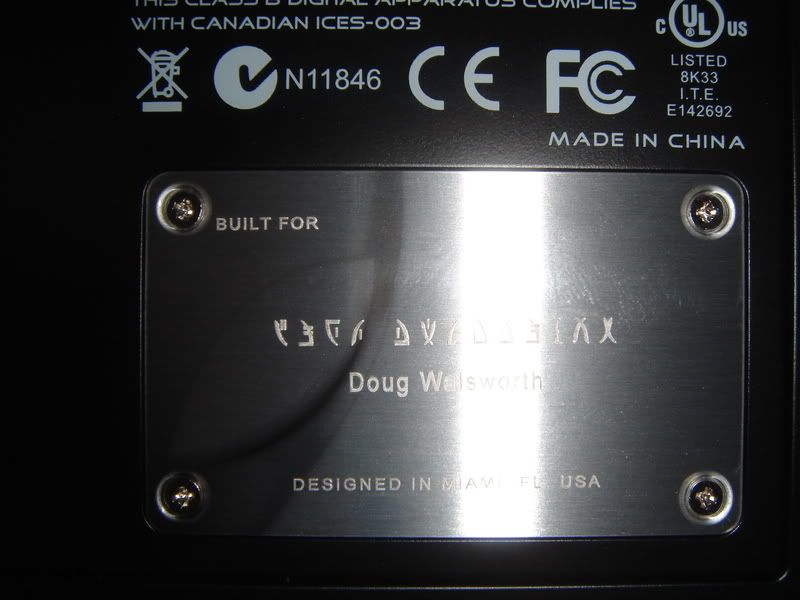 THIS CLASS B DIGITAL APPARATUS COMPLIES
WITH CANADIAN ICES-003
N11846
CE
FC
C UL US
®
LISTED
8K33
I.T.E.
E142692
MADE IN CHINA
BUILT FOR
Doug Walsworth
DESIGNED IN MIAMI, FL, USA